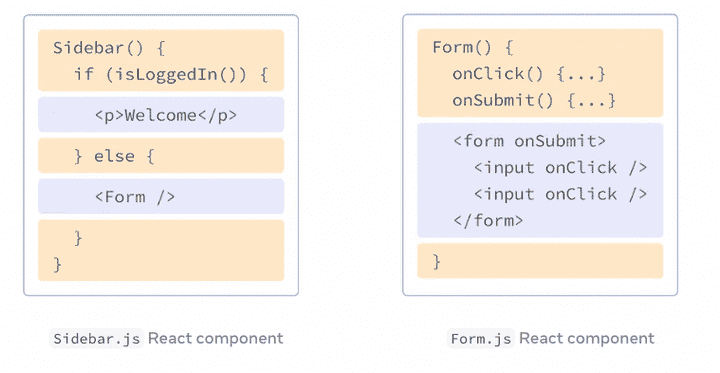 Sidebar() {
if (isLoggedIn()) {
<p>Welcome</p>
} else {
<Form />
}
}
Sidebar.js React component
Form() {
onClick() {...}
onSubmit() {...}
<form onSubmit>
<input onClick />
<input onClick />
</form>
}
Form.js React component